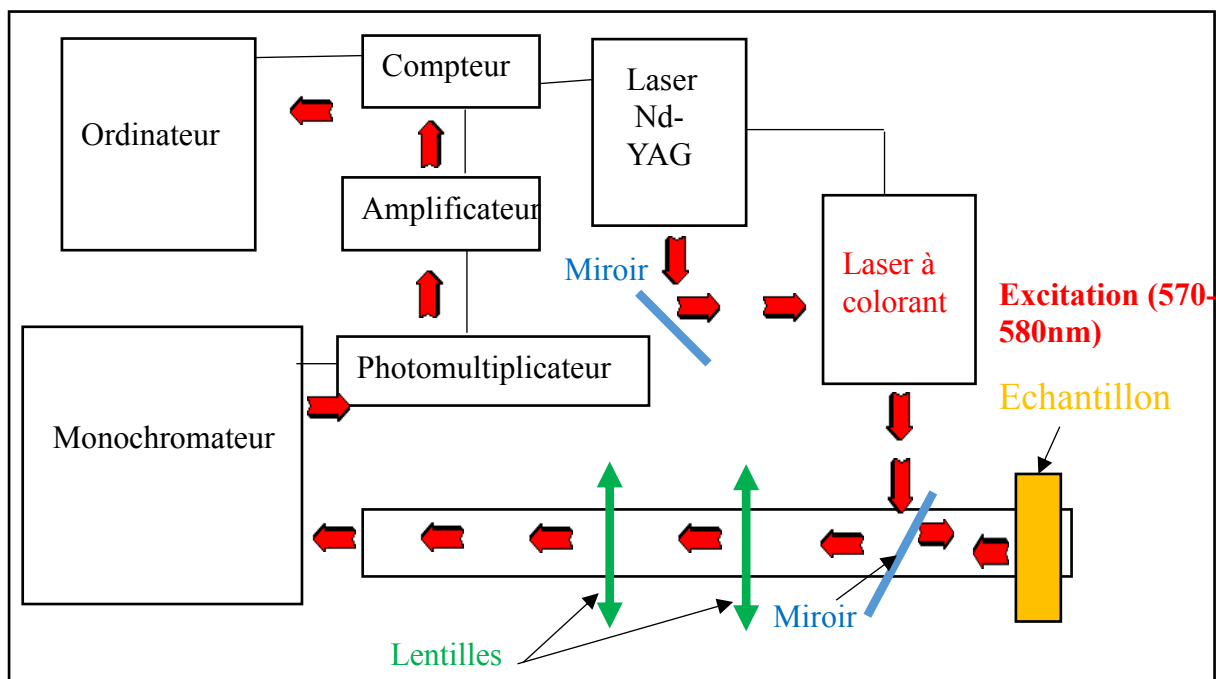 Ordinateur
Compteur
Laser
Nd-
YAG
Amplificateur
Miroir
Laser à
colorant
Excitation (570-
580nm)
Photomultiplicateur
Echantillon
Monochromateur
Miroir
Lentilles